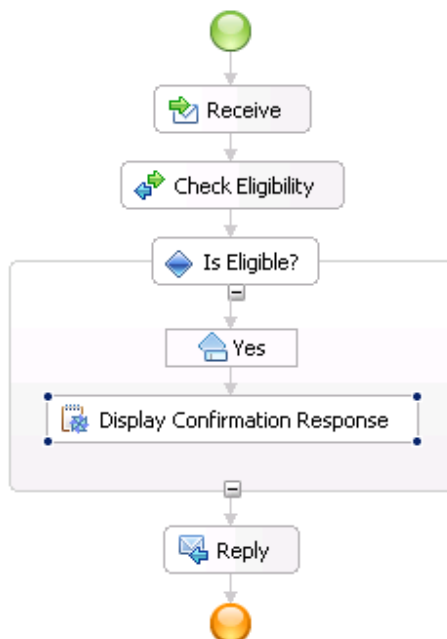 Receive
Check Eligibility
Is Eligible?
Yes
Display Confirmation Response
Reply